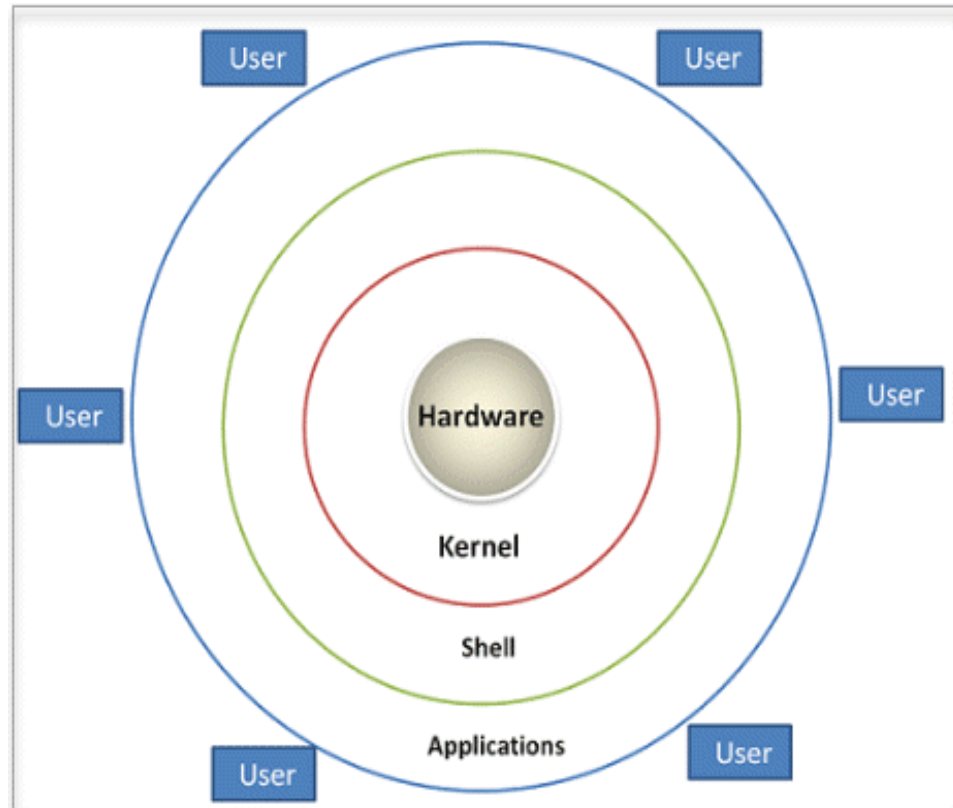 User
User
User
User
Hardware
Kernel
Shell
Applications
User
User